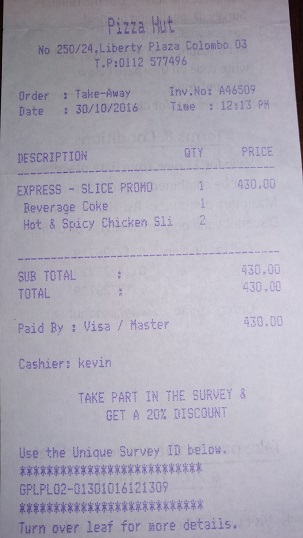 Pizza Hut
No 250/24,Liberty Plaza Colombo 03
T.P:0112 577496
Order : Take-Away Inv.No: A46509
Date : 30/10/2016 Time : 12:13 PM
DESCRIPTION QTY PRICE
EXPRESS - SLICE PROMO 1 430.00
Beverage Coke 1
Hot & Spicy Chicken Sli 2
SUB TOTAL : 430.00
TOTAL : 430.00
Paid By : Visa / Master 430.00
Cashier: kevin
TAKE PART IN THE SURVEY &
GET A 20% DISCOUNT
Use the Unique Survey ID below.
******************************
GPLPL02-01301016121309
******************************
Turn over leaf for more details.